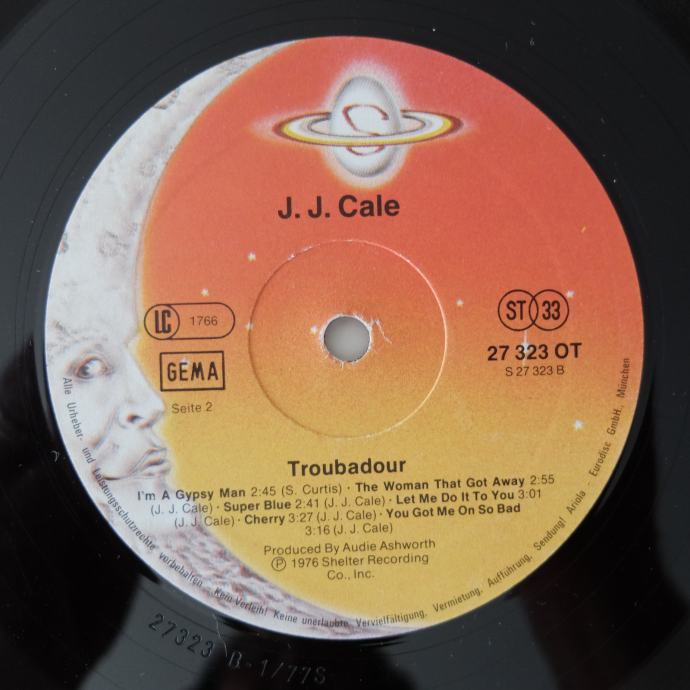 J. J. Cale
LC 1766
GEMA
Seite 2
ST 33
27 323 OT
S 27 323 B
Troubadour
I'm A Gypsy Man 2:45 (S. Curtis) · The Woman That Got Away 2:55
(J. J. Cale) · Super Blue 2:41 (J. J. Cale) · Let Me Do It To You 3:01
(J. J. Cale) · Cherry 3:27 (J. J. Cale) · You Got Me On So Bad
3:16 (J. J. Cale)
Produced By Audie Ashworth
℗ 1976 Shelter Recording
Co., Inc.
Alle Urheber- und Leistungsschutzrechte vorbehalten. Kein Verleih! Keine unerlaubte Vervielfältigung, Vermietung, Aufführung, Sendung! Ariola - Eurodisc GmbH, München
27323 B-1/77S